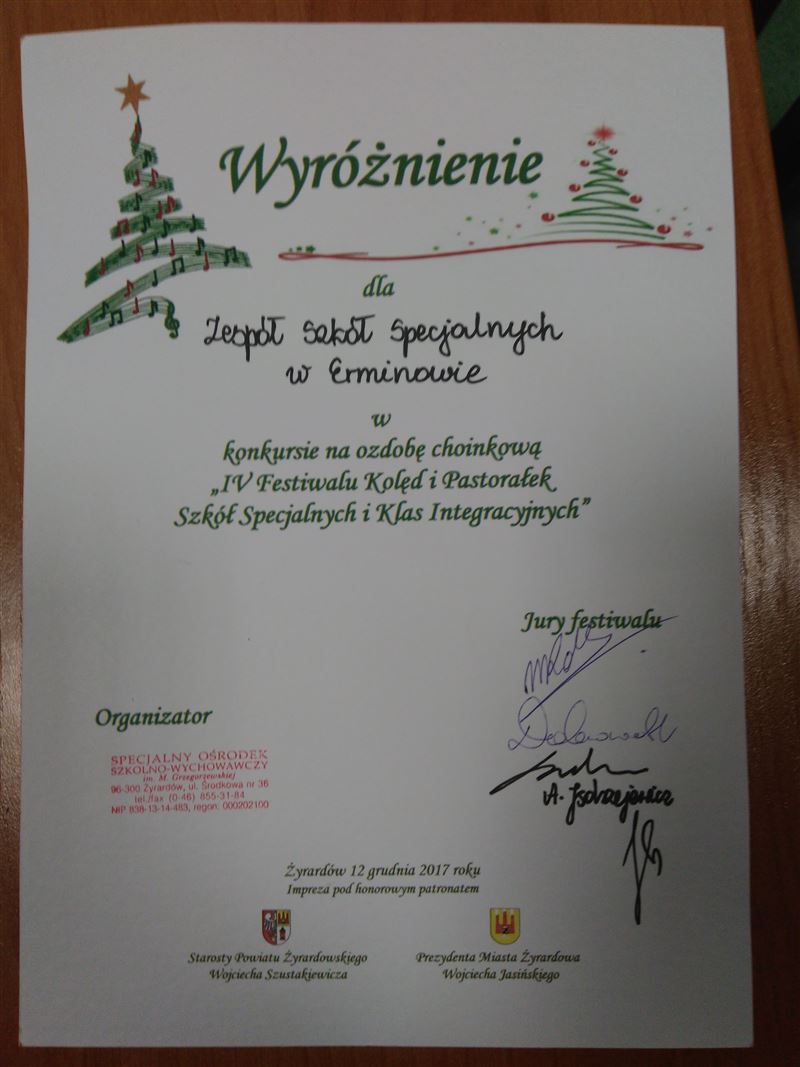 Wyróżnienie
dla
Zespół Szkół Specjalnych
w Erminowie
w
konkursie na ozdobę choinkową
„IV Festiwalu Kolęd i Pastorałek
Szkół Specjalnych i Klas Integracyjnych”
Jury festiwalu
Organizator
SPECJALNY OŚRODEK
SZKOLNO-WYCHOWAWCZY
im. M. Grzegorzewskiej
96-300 Żyrardów, ul. Środkowa nr 36
tel./fax (0-46) 855-31-84
NIP 838-13-14-483, regon: 000202100
A.
Żyrardów 12 grudnia 2017 roku
Impreza pod honorowym patronatem
Starosty Powiatu Żyrardowskiego
Wojciecha Szustakiewicza
Prezydenta Miasta Żyrardowa
Wojciecha Jasińskiego